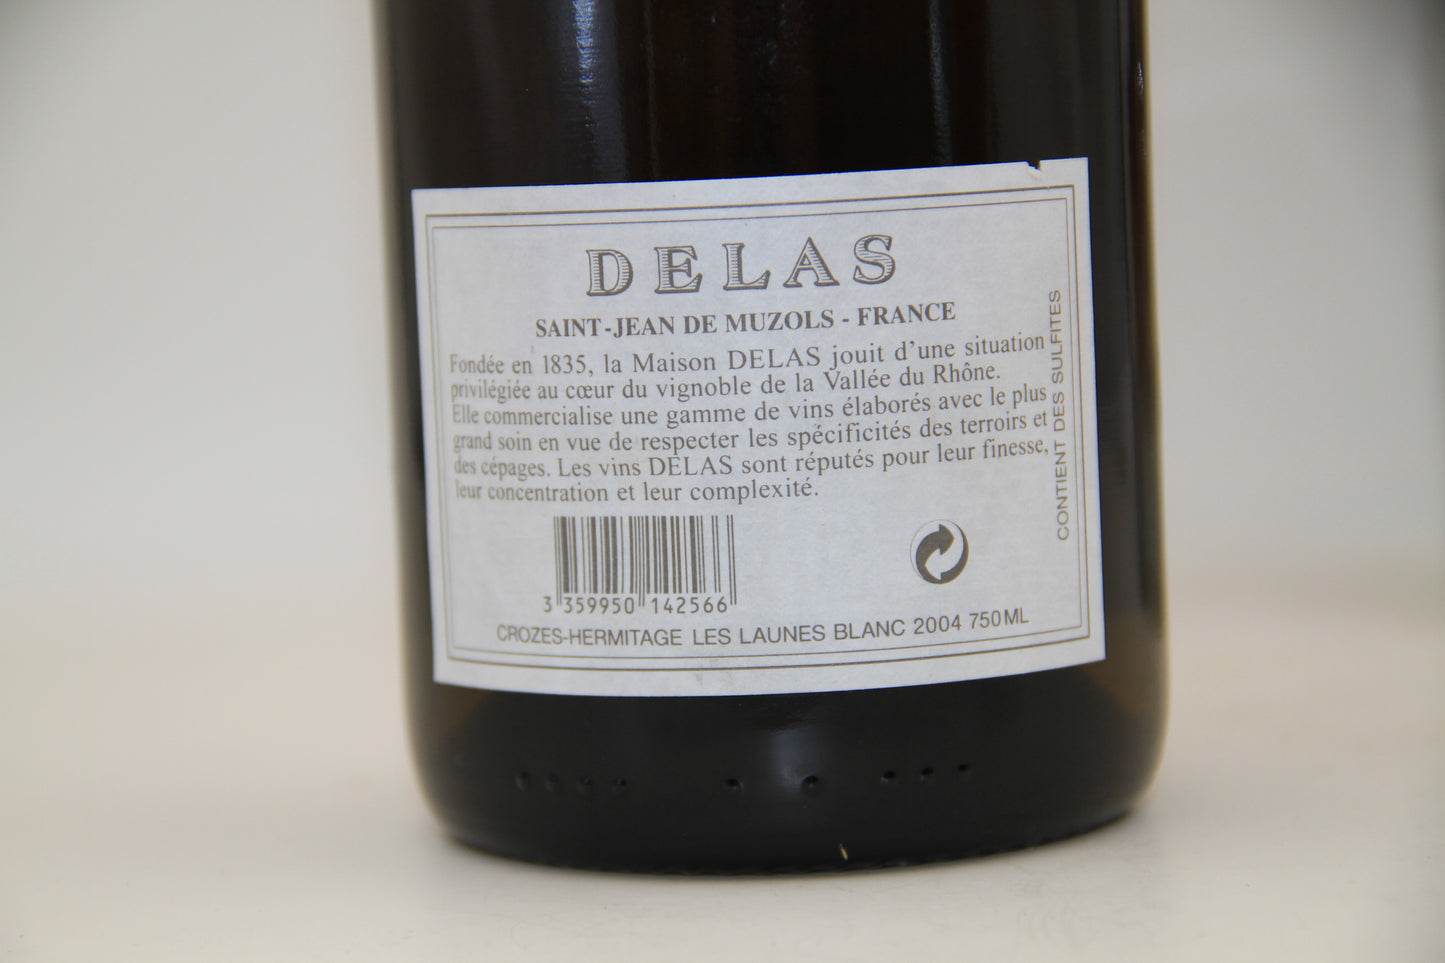 DELAS
SAINT-JEAN DE MUZOLS - FRANCE
Fondée en 1835, la Maison DELAS jouit d'une situation
privilégiée au cœur du vignoble de la Vallée du Rhône.
Elle commercialise une gamme de vins élaborés avec le plus
grand soin en vue de respecter les spécificités des terroirs et
des cépages. Les vins DELAS sont réputés pour leur finesse,
leur concentration et leur complexité.
CONTIENT DES SULFITES
3 359950 142566
CROZES-HERMITAGE LES LAUNES BLANC 2004 750 ML